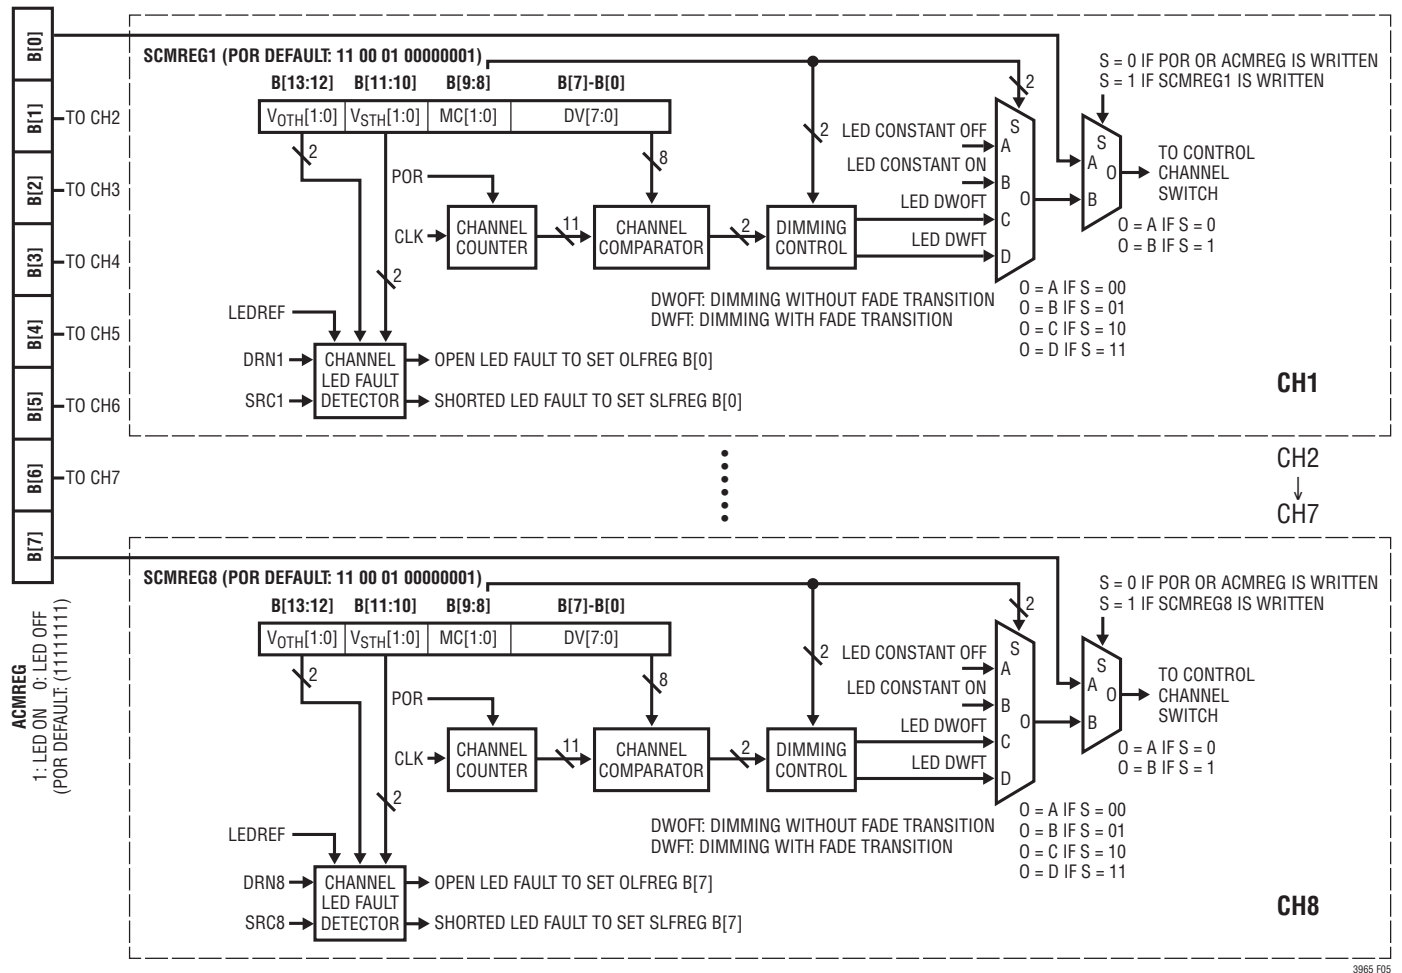 B[0]
B[1]
B[2]
B[3]
B[4]
B[5]
B[6]
B[7]
TO CH2
TO CH3
TO CH4
TO CH5
TO CH6
TO CH7
ACMREG
1: LED ON 0: LED OFF
(POR DEFAULT: (11111111)
SCMREG1 (POR DEFAULT: 11 00 01 00000001)
B[13:12] B[11:10] B[9:8] B[7]-B[0]
VOTH[1:0] VSTH[1:0] MC[1:0] DV[7:0]
2
2
8
2
2
POR
CLK
CHANNEL
COUNTER
11
CHANNEL
COMPARATOR
2
DIMMING
CONTROL
LED CONSTANT OFF
LED CONSTANT ON
LED DWOFT
LED DWFT
S
A
B
C
D
O
S = 0 IF POR OR ACMREG IS WRITTEN
S = 1 IF SCMREG1 IS WRITTEN
S
A
B
O
TO CONTROL
CHANNEL
SWITCH
O = A IF S = 0
O = B IF S = 1
O = A IF S = 00
O = B IF S = 01
O = C IF S = 10
O = D IF S = 11
DWOFT: DIMMING WITHOUT FADE TRANSITION
DWFT: DIMMING WITH FADE TRANSITION
LEDREF
DRN1
SRC1
CHANNEL
LED FAULT
DETECTOR
OPEN LED FAULT TO SET OLFREG B[0]
SHORTED LED FAULT TO SET SLFREG B[0]
CH1
CH2
CH7
SCMREG8 (POR DEFAULT: 11 00 01 00000001)
B[13:12] B[11:10] B[9:8] B[7]-B[0]
VOTH[1:0] VSTH[1:0] MC[1:0] DV[7:0]
2
2
8
2
2
POR
CLK
CHANNEL
COUNTER
11
CHANNEL
COMPARATOR
2
DIMMING
CONTROL
LED CONSTANT OFF
LED CONSTANT ON
LED DWOFT
LED DWFT
S
A
B
C
D
O
S = 0 IF POR OR ACMREG IS WRITTEN
S = 1 IF SCMREG8 IS WRITTEN
S
A
B
O
TO CONTROL
CHANNEL
SWITCH
O = A IF S = 0
O = B IF S = 1
O = A IF S = 00
O = B IF S = 01
O = C IF S = 10
O = D IF S = 11
DWOFT: DIMMING WITHOUT FADE TRANSITION
DWFT: DIMMING WITH FADE TRANSITION
LEDREF
DRN8
SRC8
CHANNEL
LED FAULT
DETECTOR
OPEN LED FAULT TO SET OLFREG B[7]
SHORTED LED FAULT TO SET SLFREG B[7]
CH8
3965 F05